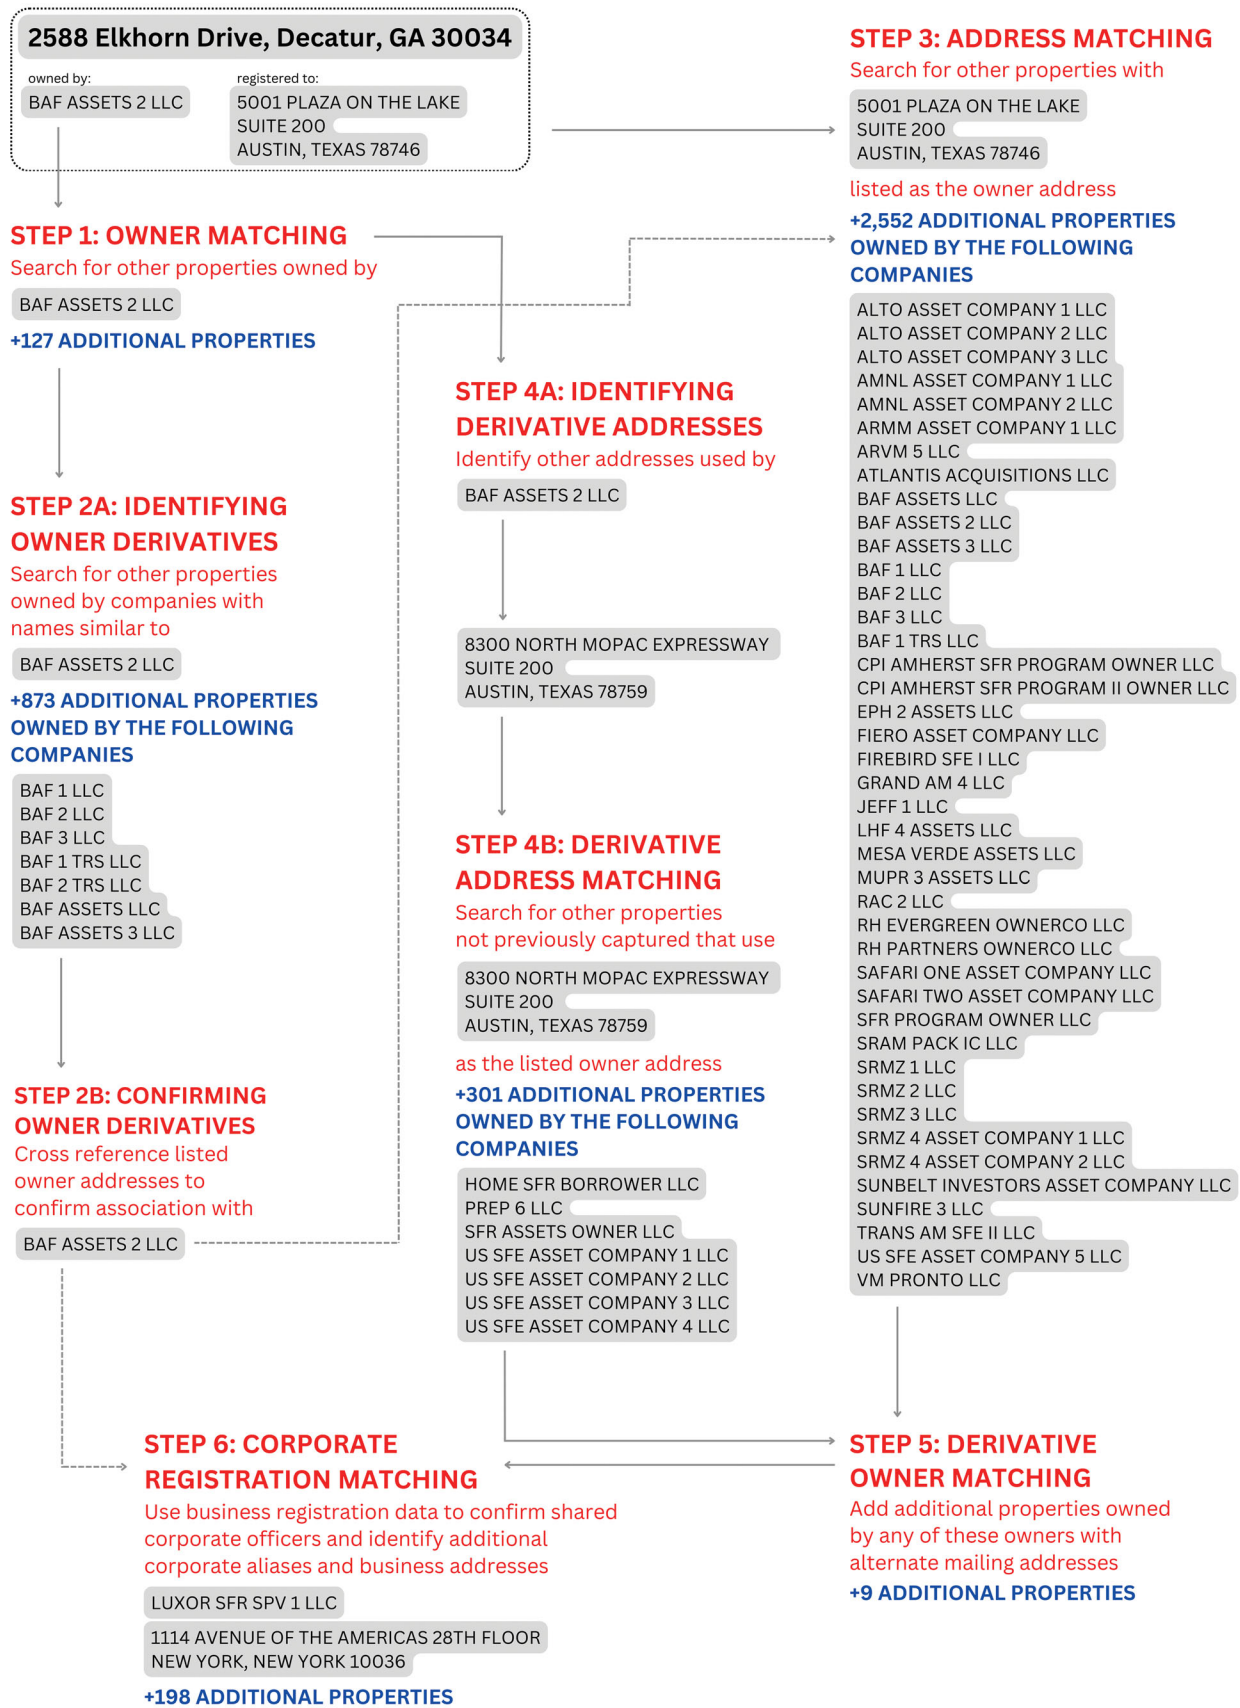 2588 Elkhorn Drive, Decatur, GA 30034
owned by:
BAF ASSETS 2 LLC
registered to:
5001 PLAZA ON THE LAKE
SUITE 200
AUSTIN, TEXAS 78746
STEP 1: OWNER MATCHING
Search for other properties owned by
BAF ASSETS 2 LLC
+127 ADDITIONAL PROPERTIES
STEP 2A: IDENTIFYING
OWNER DERIVATIVES
Search for other properties
owned by companies with
names similar to
BAF ASSETS 2 LLC
+873 ADDITIONAL PROPERTIES
OWNED BY THE FOLLOWING
COMPANIES
BAF 1 LLC
BAF 2 LLC
BAF 3 LLC
BAF 1 TRS LLC
BAF 2 TRS LLC
BAF ASSETS LLC
BAF ASSETS 3 LLC
STEP 2B: CONFIRMING
OWNER DERIVATIVES
Cross reference listed
owner addresses to
confirm association with
BAF ASSETS 2 LLC
STEP 3: ADDRESS MATCHING
Search for other properties with
5001 PLAZA ON THE LAKE
SUITE 200
AUSTIN, TEXAS 78746
listed as the owner address
+2,552 ADDITIONAL PROPERTIES
OWNED BY THE FOLLOWING
COMPANIES
ALTO ASSET COMPANY 1 LLC
ALTO ASSET COMPANY 2 LLC
ALTO ASSET COMPANY 3 LLC
AMNL ASSET COMPANY 1 LLC
AMNL ASSET COMPANY 2 LLC
ARMM ASSET COMPANY 1 LLC
ARVM 5 LLC
ATLANTIS ACQUISITIONS LLC
BAF ASSETS LLC
BAF ASSETS 2 LLC
BAF ASSETS 3 LLC
BAF 1 LLC
BAF 2 LLC
BAF 3 LLC
BAF 1 TRS LLC
CPI AMHERST SFR PROGRAM OWNER LLC
CPI AMHERST SFR PROGRAM II OWNER LLC
EPH 2 ASSETS LLC
FIERO ASSET COMPANY LLC
FIREBIRD SFE I LLC
GRAND AM 4 LLC
JEFF 1 LLC
LHF 4 ASSETS LLC
MESA VERDE ASSETS LLC
MUPR 3 ASSETS LLC
RAC 2 LLC
RH EVERGREEN OWNERCO LLC
RH PARTNERS OWNERCO LLC
SAFARI ONE ASSET COMPANY LLC
SAFARI TWO ASSET COMPANY LLC
SFR PROGRAM OWNER LLC
SRAM PACK IC LLC
SRMZ 1 LLC
SRMZ 2 LLC
SRMZ 3 LLC
SRMZ 4 ASSET COMPANY 1 LLC
SRMZ 4 ASSET COMPANY 2 LLC
SUNBELT INVESTORS ASSET COMPANY LLC
SUNFIRE 3 LLC
TRANS AM SFE II LLC
US SFE ASSET COMPANY 5 LLC
VM PRONTO LLC
STEP 4A: IDENTIFYING
DERIVATIVE ADDRESSES
Identify other addresses used by
BAF ASSETS 2 LLC
8300 NORTH MOPAC EXPRESSWAY
SUITE 200
AUSTIN, TEXAS 78759
STEP 4B: DERIVATIVE
ADDRESS MATCHING
Search for other properties
not previously captured that use
8300 NORTH MOPAC EXPRESSWAY
SUITE 200
AUSTIN, TEXAS 78759
as the listed owner address
+301 ADDITIONAL PROPERTIES
OWNED BY THE FOLLOWING
COMPANIES
HOME SFR BORROWER LLC
PREP 6 LLC
SFR ASSETS OWNER LLC
US SFE ASSET COMPANY 1 LLC
US SFE ASSET COMPANY 2 LLC
US SFE ASSET COMPANY 3 LLC
US SFE ASSET COMPANY 4 LLC
STEP 5: DERIVATIVE
OWNER MATCHING
Add additional properties owned
by any of these owners with
alternate mailing addresses
+9 ADDITIONAL PROPERTIES
STEP 6: CORPORATE
REGISTRATION MATCHING
Use business registration data to confirm shared
corporate officers and identify additional
corporate aliases and business addresses
LUXOR SFR SPV 1 LLC
1114 AVENUE OF THE AMERICAS 28TH FLOOR
NEW YORK, NEW YORK 10036
+198 ADDITIONAL PROPERTIES